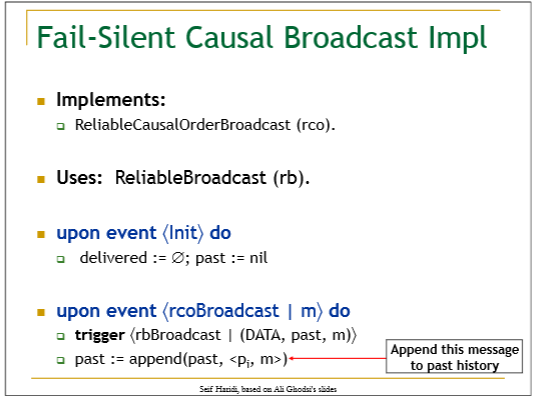 Fail-Silent Causal Broadcast Impl
Implements:
ReliableCausalOrderBroadcast (rco).
Uses: ReliableBroadcast (rb).
upon event ⟨Init⟩ do
delivered := ∅; past := nil
upon event ⟨rcoBroadcast | m⟩ do
trigger ⟨rbBroadcast | (DATA, past, m)⟩
past := append(past, <pᵢ, m>)
Append this message
to past history
Seif Haridi, based on Ali Ghodsi's slides